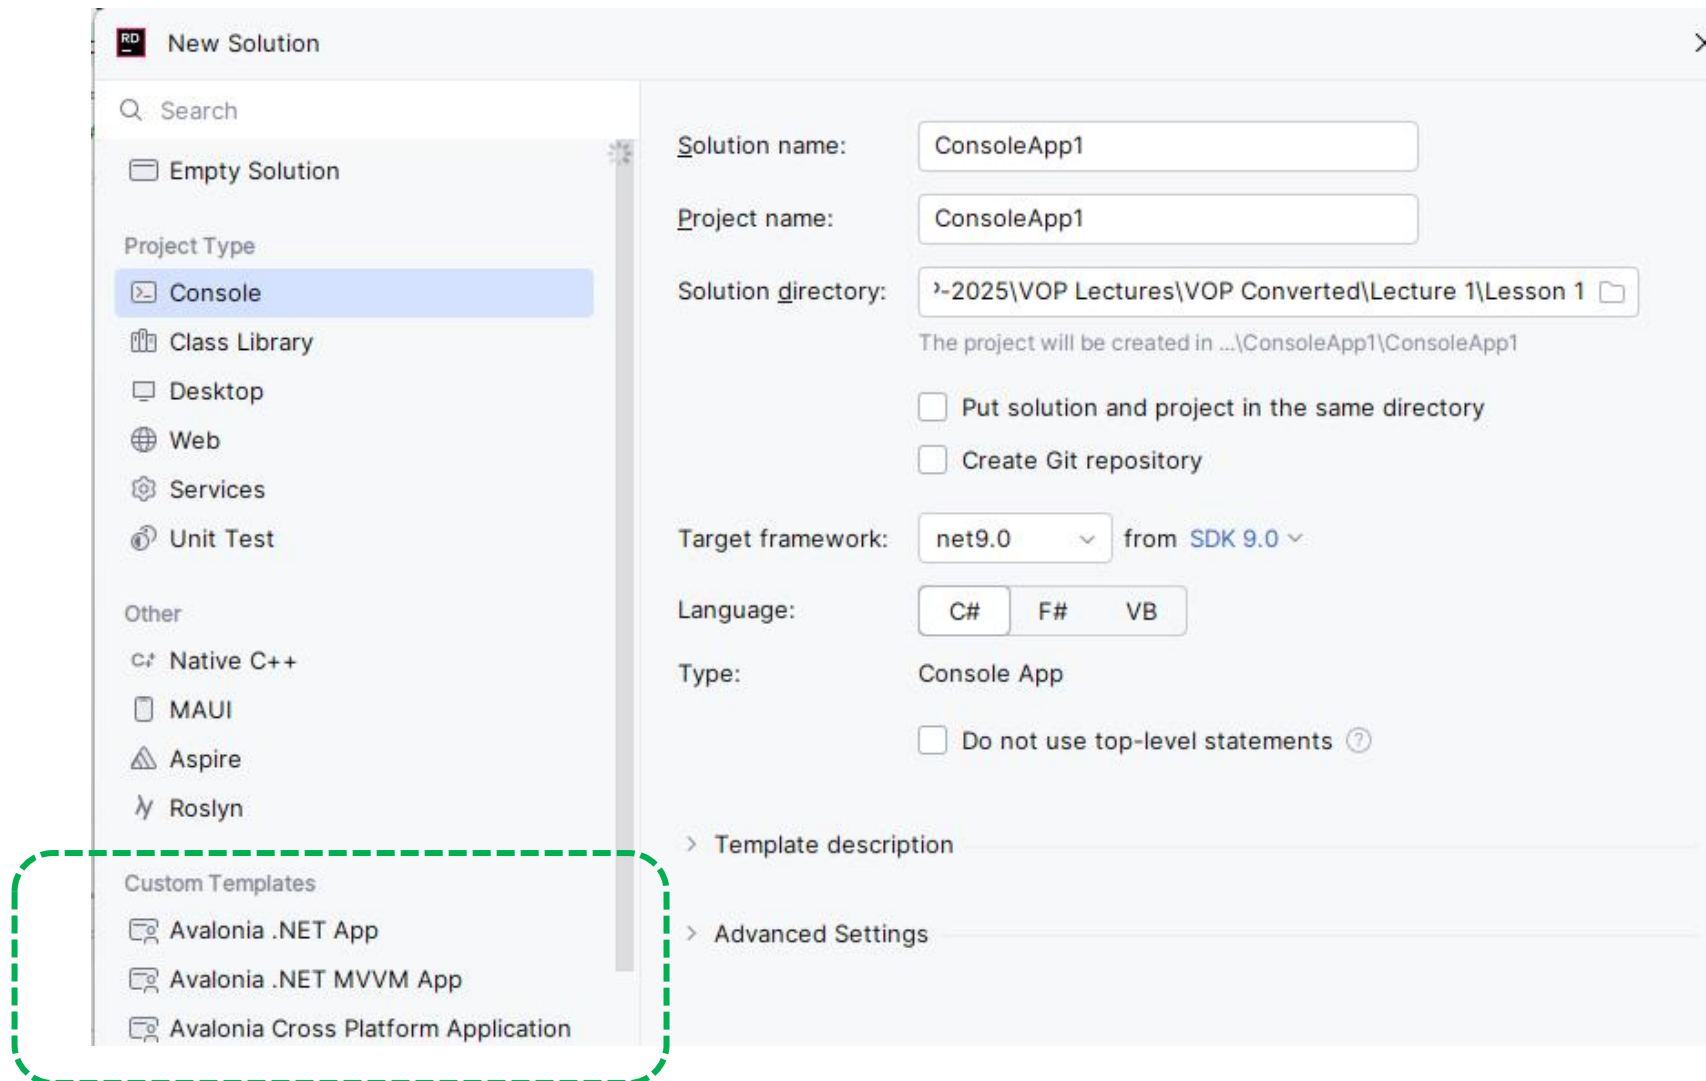 RD
New Solution
Search
Empty Solution
Project Type
Console
Class Library
Desktop
Web
Services
Unit Test
Other
C+ Native C++
MAUI
Aspire
Roslyn
Custom Templates
Avalonia .NET App
Avalonia .NET MVVM App
Avalonia Cross Platform Application
Solution name: ConsoleApp1
Project name: ConsoleApp1
Solution directory: -2025\VOP Lectures\VOP Converted\Lecture 1\Lesson 1
The project will be created in ...\ConsoleApp1\ConsoleApp1
Put solution and project in the same directory
Create Git repository
Target framework: net9.0 from SDK 9.0
Language: C# F# VB
Type: Console App
Do not use top-level statements ?
Template description
Advanced Settings